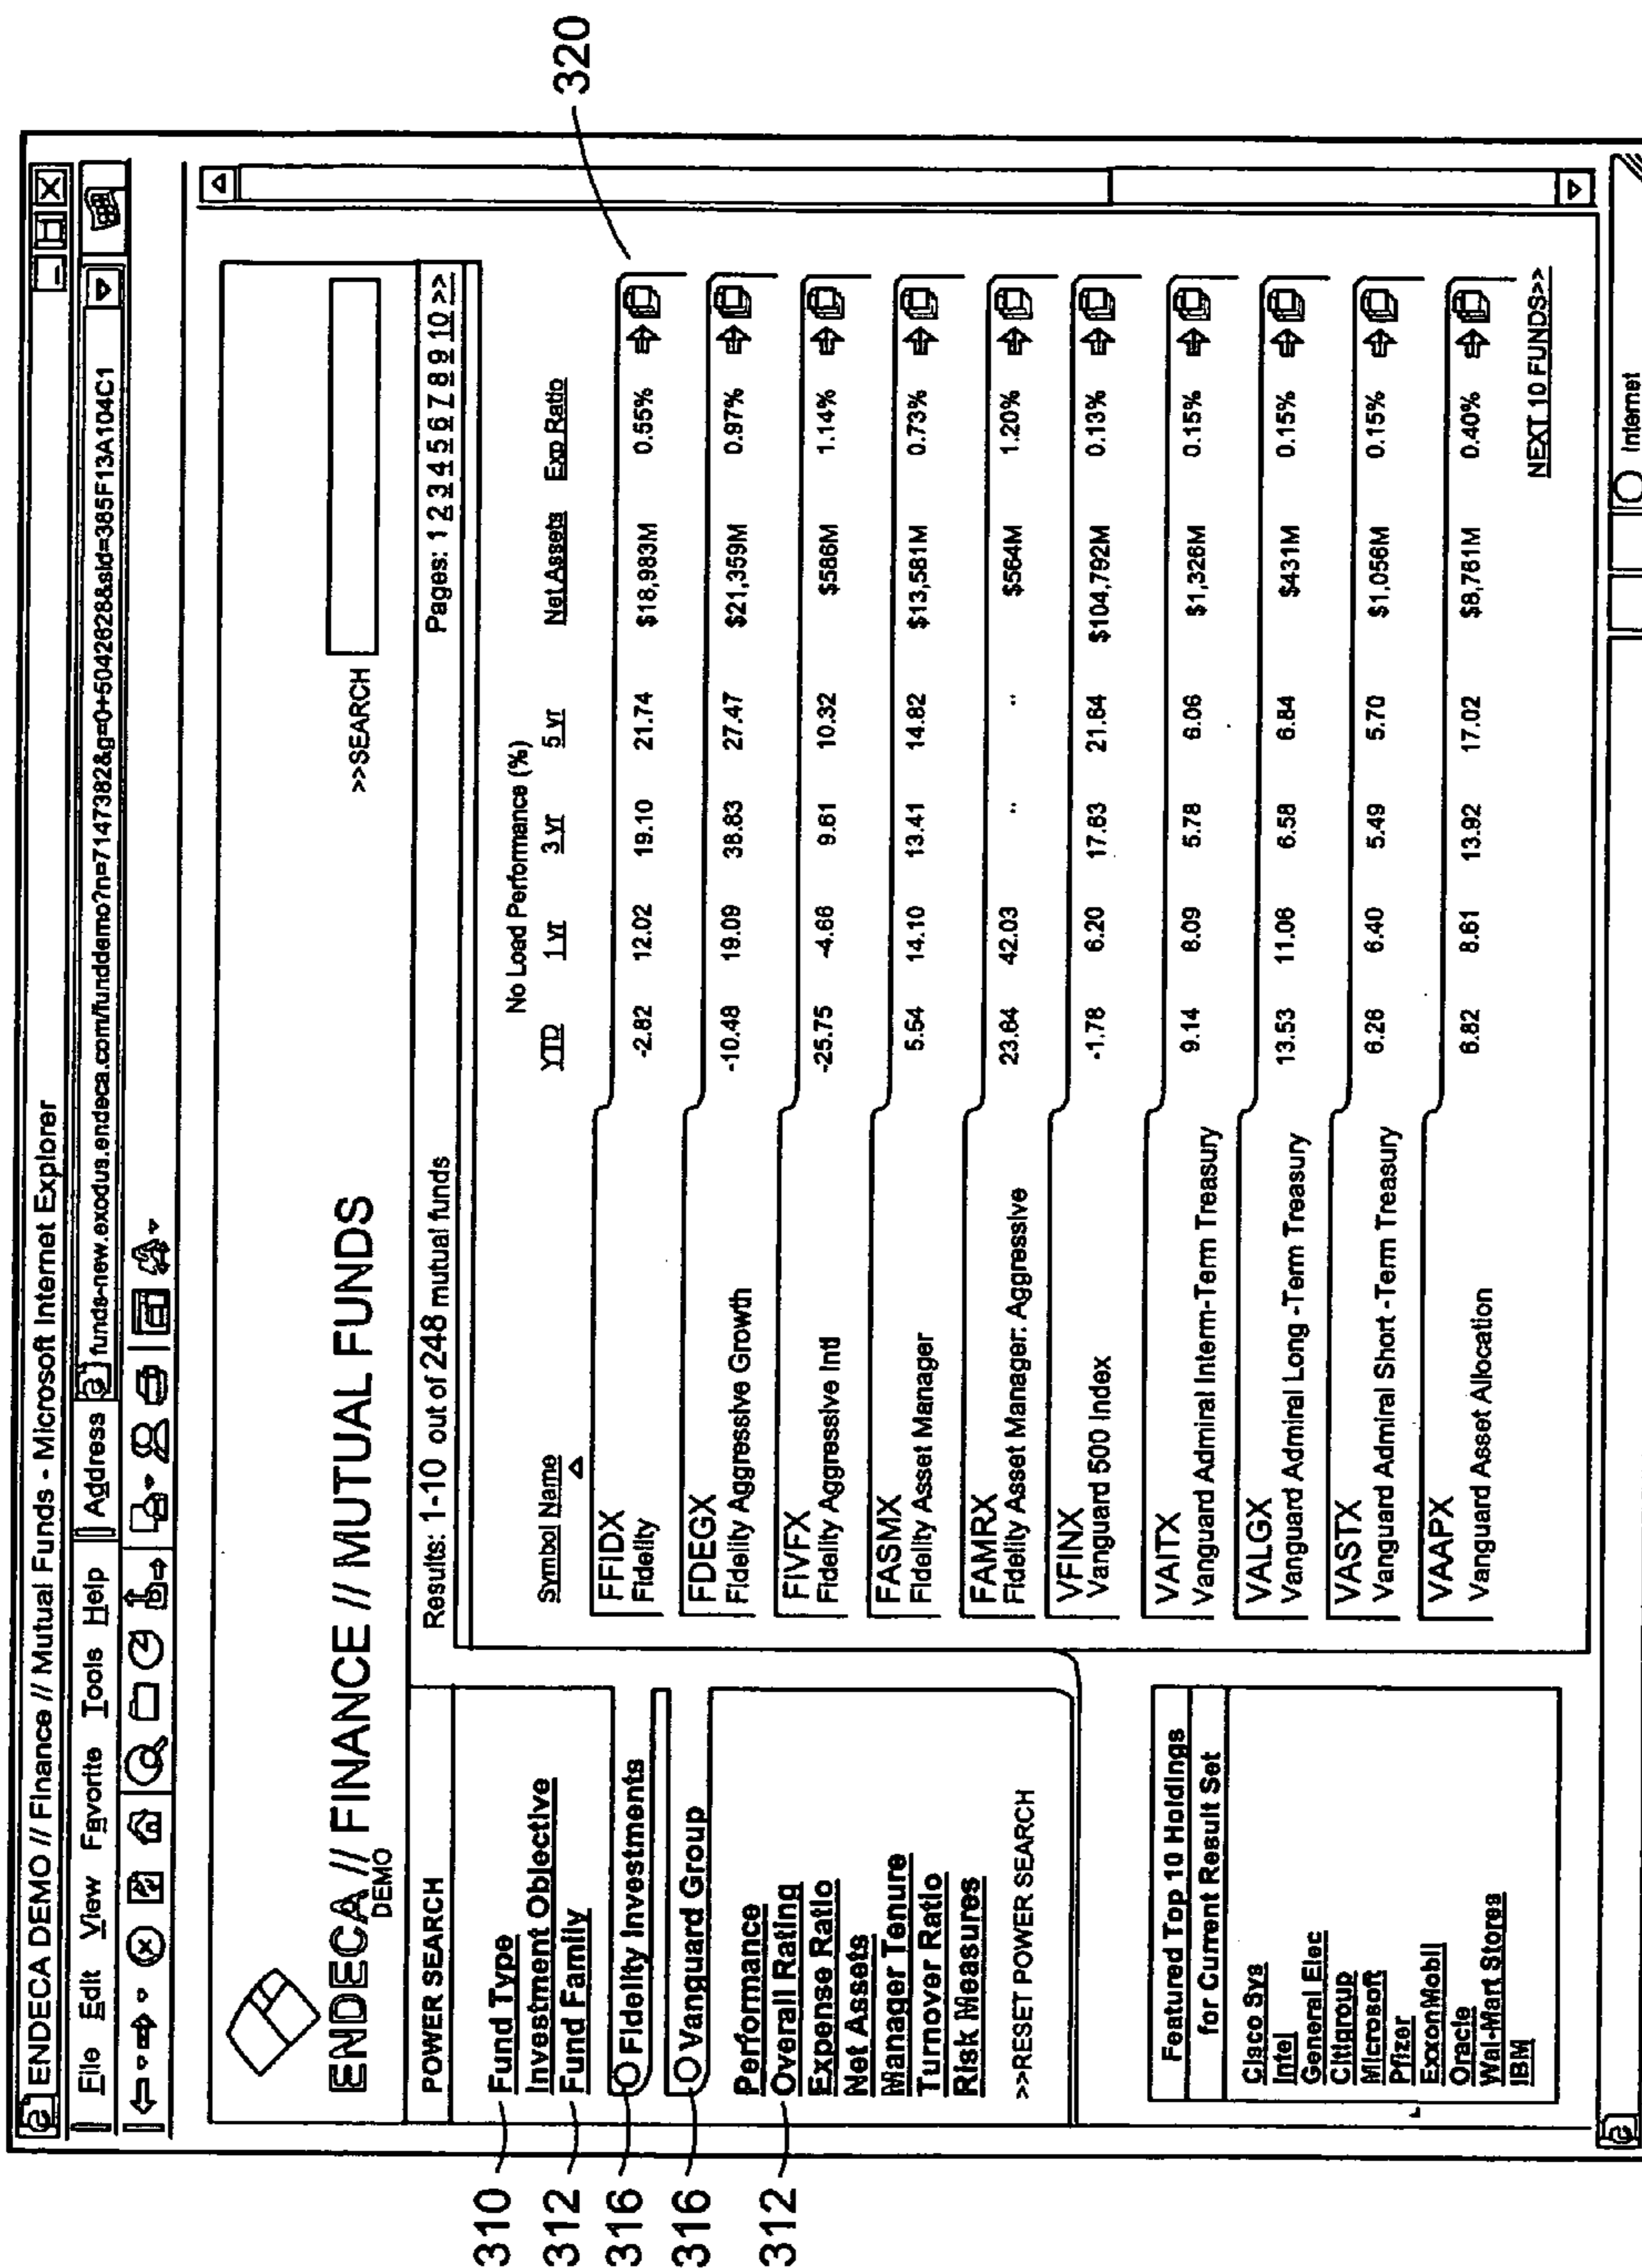 ENDECA DEMO // Finance // Mutual Funds - Microsoft Internet Explorer
File Edit View Favorite Tools Help
Address funds-new.exodus.endeca.com/funddemo?n=7147382&g=0+5042628&sid=385F13A104C1
ENDECA // FINANCE // MUTUAL FUNDS
DEMO
>>SEARCH
POWER SEARCH
310 Fund Type
Investment Objective
312 Fund Family
316 Fidelity Investments
316 Vanguard Group
Performance
312 Overall Rating
Expense Ratio
Net Assets
Manager Tenure
Turnover Ratio
Risk Measures
>>RESET POWER SEARCH
Featured Top 10 Holdings
for Current Result Set
Cisco Sys
Intel
General Elec
Citigroup
Microsoft
Pfizer
ExxonMobil
Oracle
Wal-Mart Stores
IBM
Results: 1-10 out of 248 mutual funds Pages: 1 2 3 4 5 6 7 8 9 10 >>
No Load Performance (%)
Symbol Name YTD 1 yr 3 yr 5 yr Net Assets Exp Ratio
320
FFIDX
Fidelity -2.82 12.02 19.10 21.74 $18,983M 0.55%
FDEGX
Fidelity Aggressive Growth -10.48 19.09 38.83 27.47 $21,359M 0.97%
FIVFX
Fidelity Aggressive Intl -25.75 -4.66 9.61 10.32 $586M 1.14%
FASMX
Fidelity Asset Manager 5.54 14.10 13.41 14.82 $13,581M 0.73%
FAMRX
Fidelity Asset Manager: Aggressive 23.64 42.03 .. .. $564M 1.20%
VFINX
Vanguard 500 Index -1.78 6.20 17.63 21.64 $104,792M 0.13%
VAITX
Vanguard Admiral Interm-Term Treasury 9.14 8.09 5.78 6.06 $1,326M 0.15%
VALGX
Vanguard Admiral Long -Term Treasury 13.53 11.06 6.58 6.84 $431M 0.15%
VASTX
Vanguard Admiral Short -Term Treasury 6.26 6.40 5.49 5.70 $1,056M 0.15%
VAAPX
Vanguard Asset Allocation 6.82 8.61 13.92 17.02 $8,761M 0.40%
NEXT 10 FUNDS>>
Internet